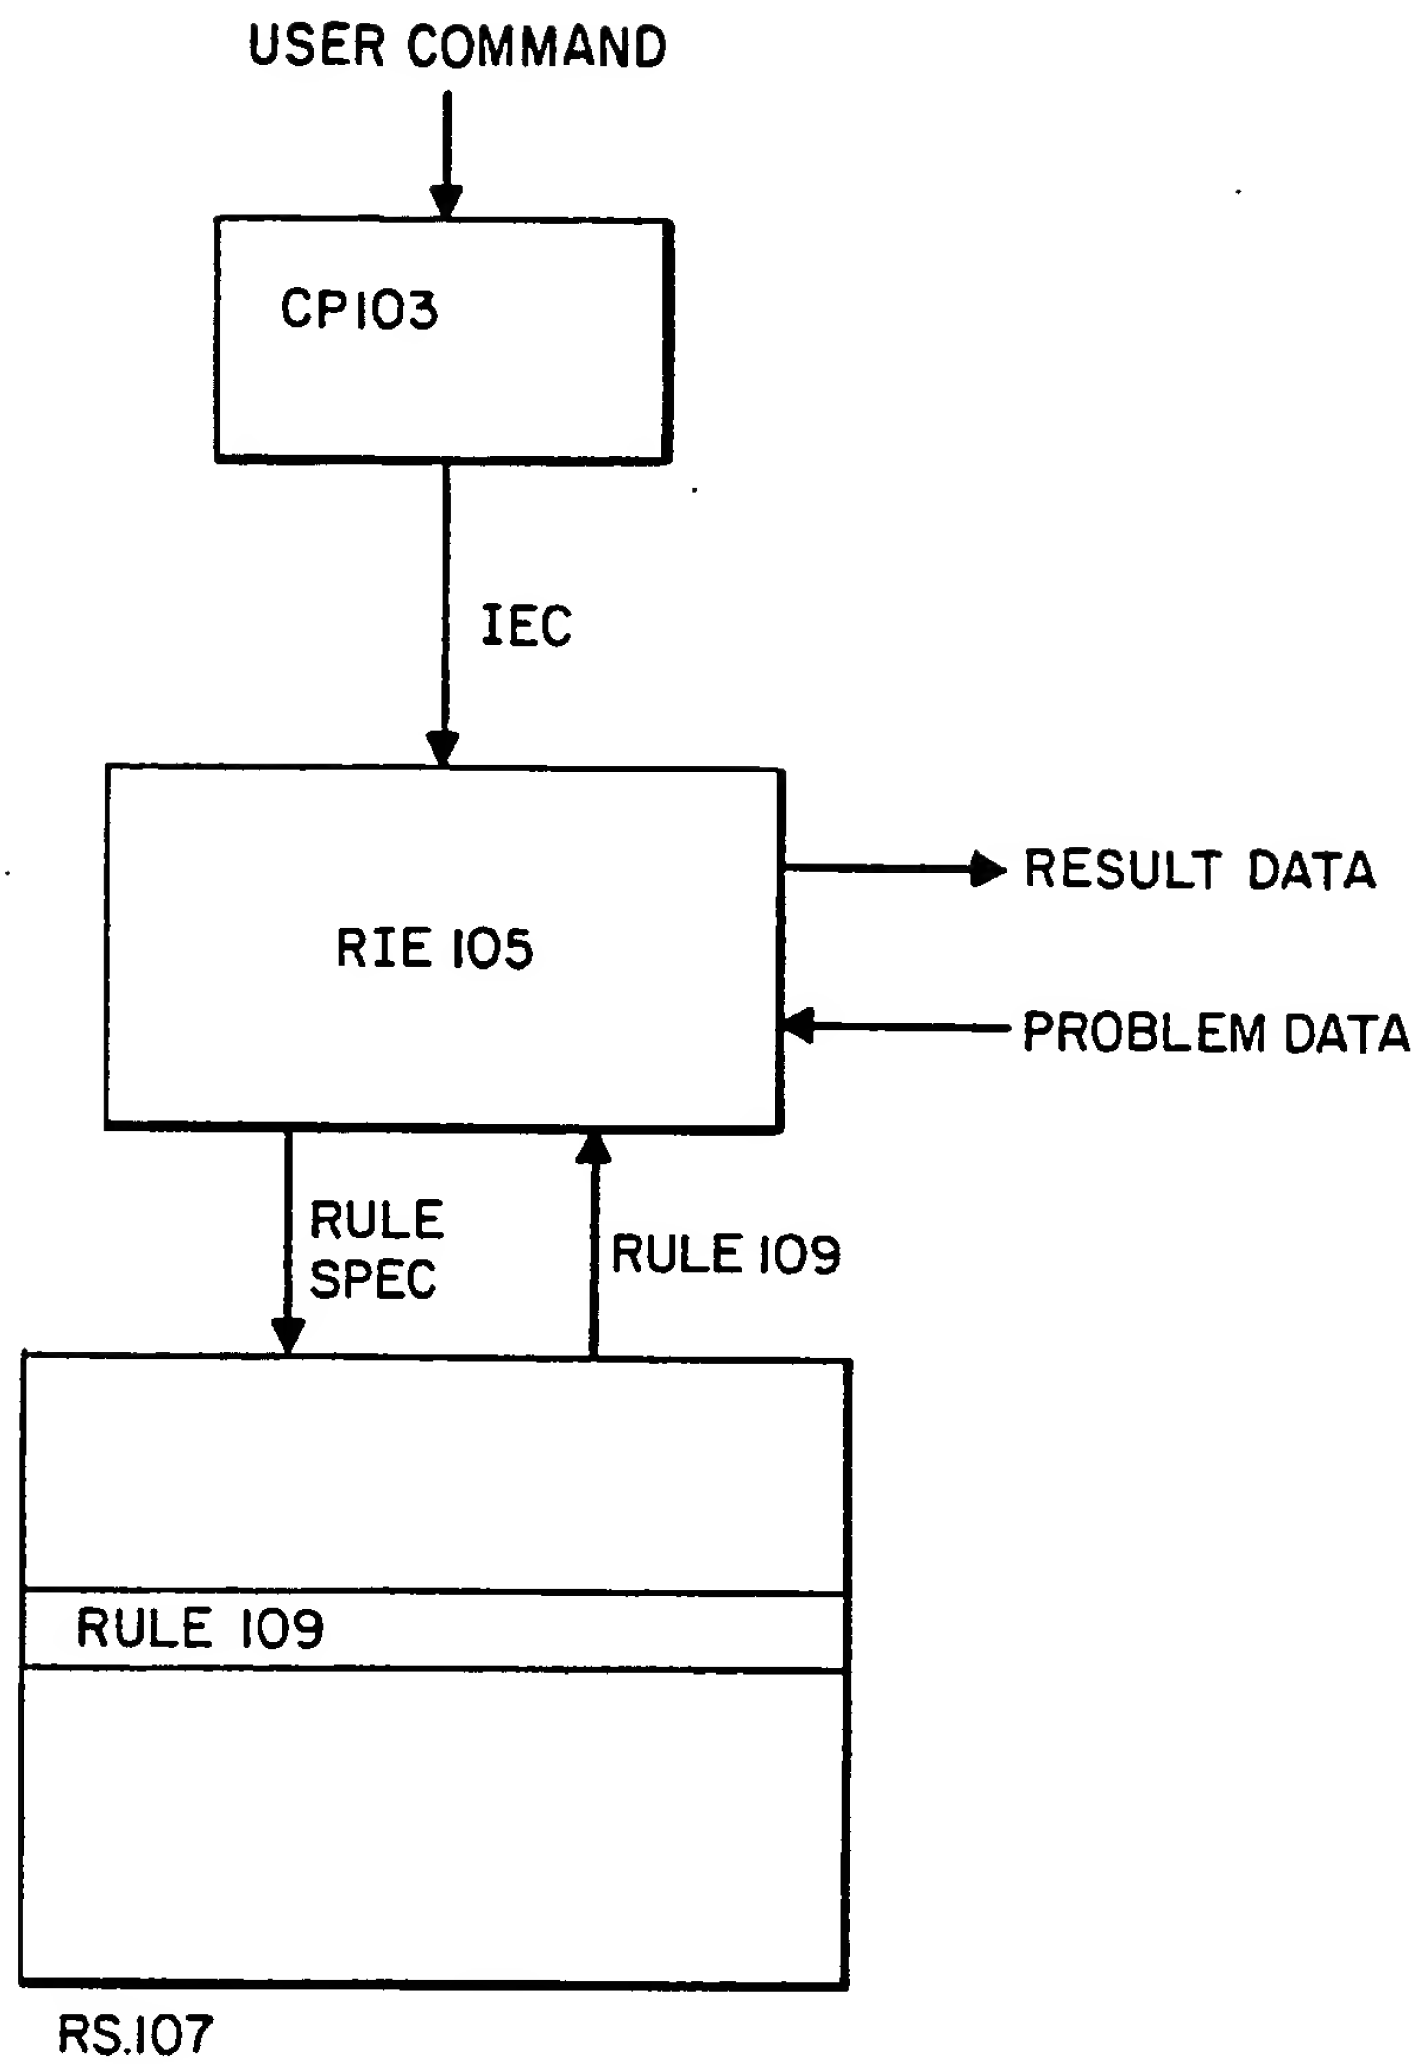 USER COMMAND
CP103
IEC
RESULT DATA
RIE 105
PROBLEM DATA
RULE
SPEC
RULE 109
RULE 109
RS.107